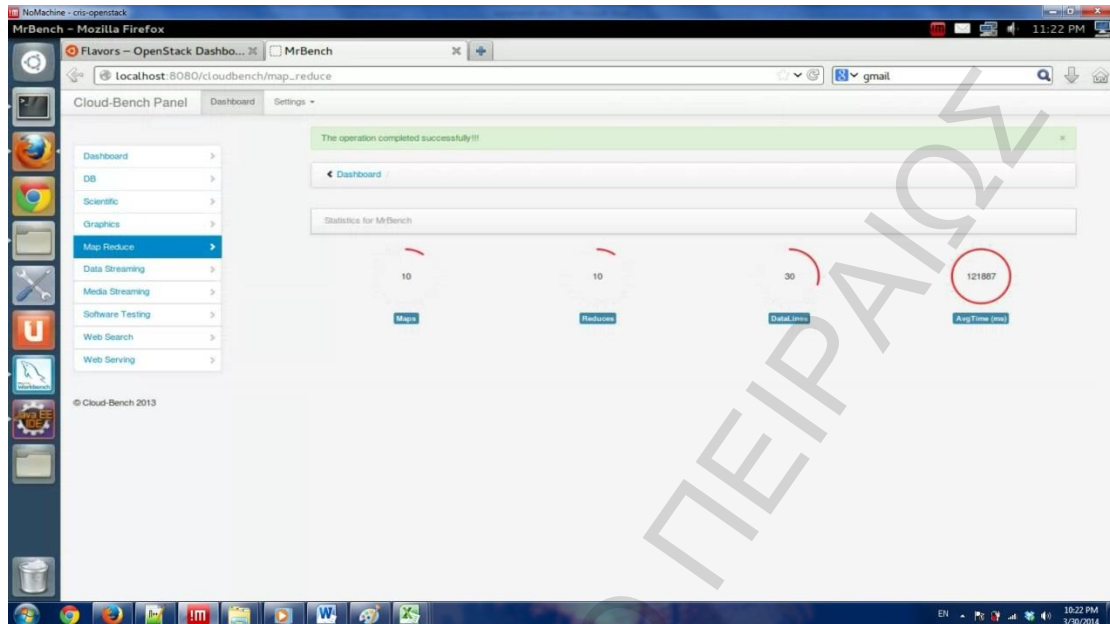 NoMachine - cris-openstack
MrBench - Mozilla Firefox
11:22 PM
Flavors - OpenStack Dashbo...
MrBench
localhost:8080/cloudbench/map_reduce
gmail
Cloud-Bench Panel
Dashboard
Settings
The operation completed successfully!!!
Dashboard
DB
Scientific
Graphics
Map Reduce
Data Streaming
Media Streaming
Software Testing
Web Search
Web Serving
Dashboard /
Statistics for MrBench
10
10
30
121887
Maps
Reduces
DataLines
AvgTime (ms)
© Cloud-Bench 2013
ΠΕΙΡΑΙΩΣ
EN
10:22 PM
3/30/2014